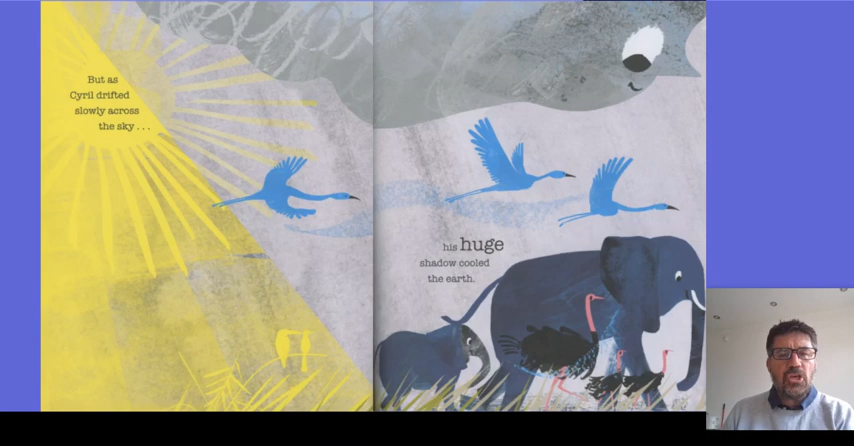 But as
Cyril drifted
slowly across
the sky . . .
his huge
shadow cooled
the earth.